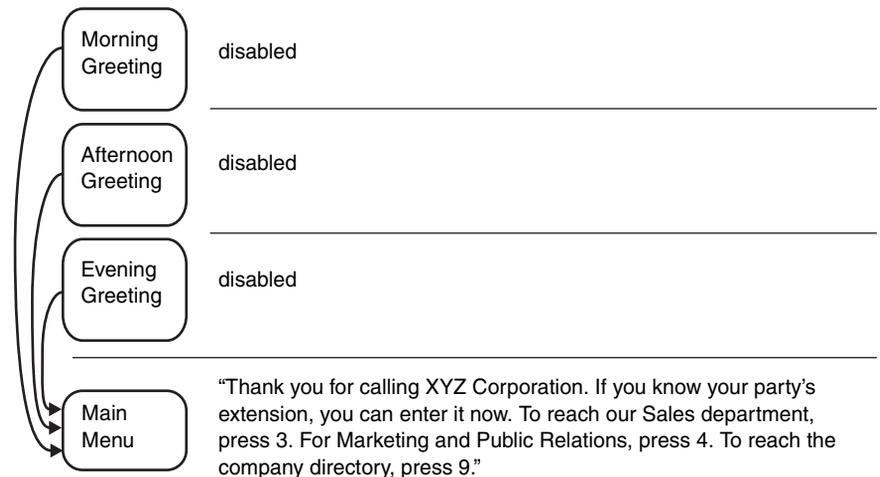 Morning
Greeting
disabled
Afternoon
Greeting
disabled
Evening
Greeting
disabled
Main
Menu
“Thank you for calling XYZ Corporation. If you know your party’s
extension, you can enter it now. To reach our Sales department,
press 3. For Marketing and Public Relations, press 4. To reach the
company directory, press 9.”